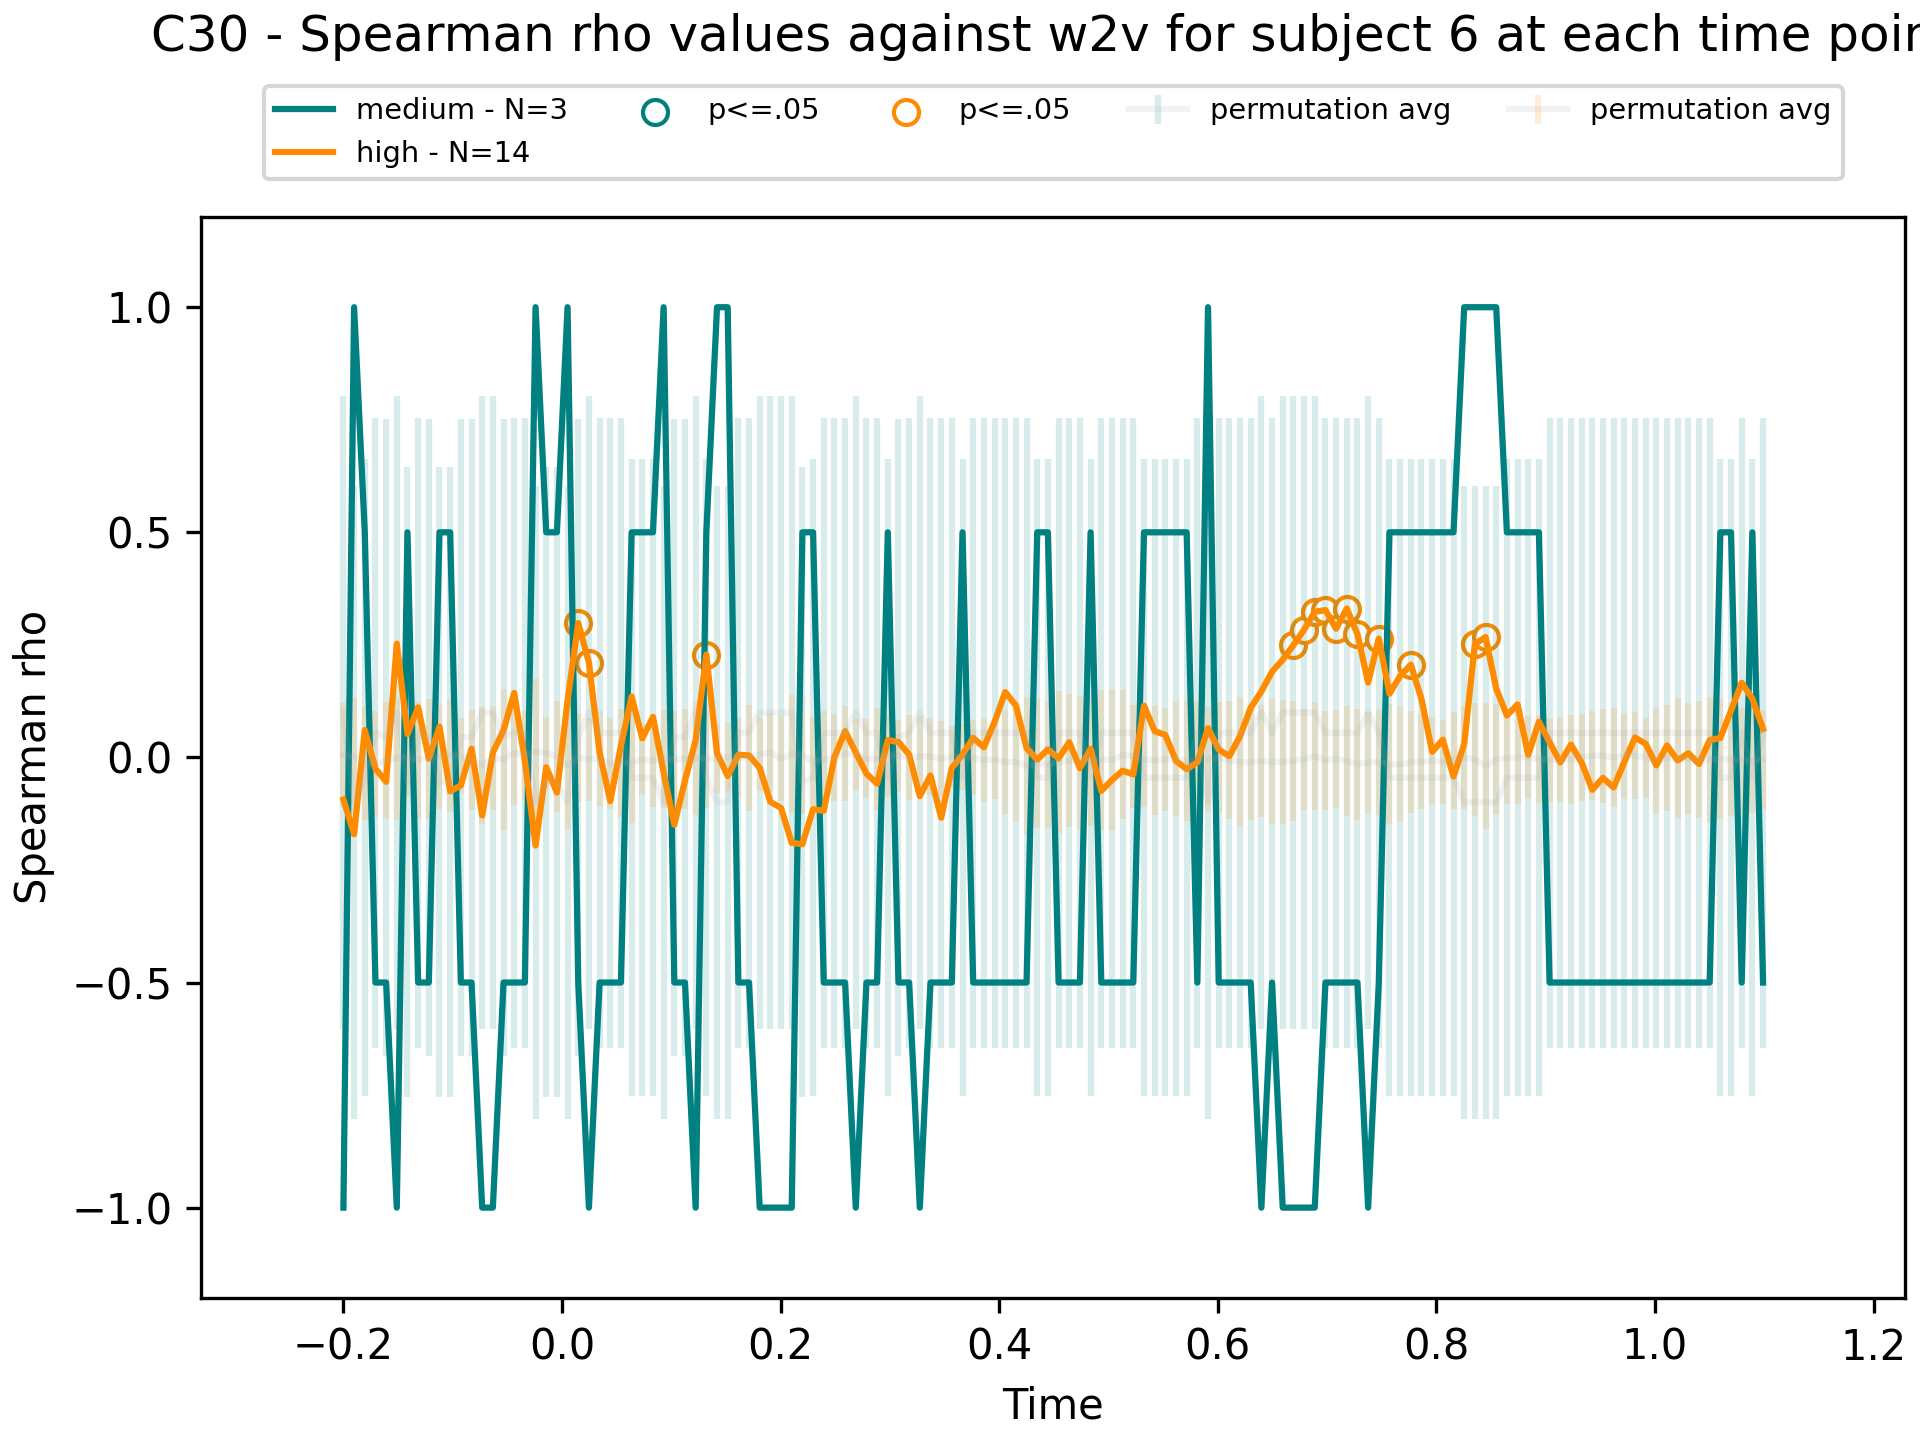 C30 - Spearman rho values against w2v for subject 6 at each time poin
medium - N=3
high - N=14
p<=.05
p<=.05
permutation avg
permutation avg
Spearman rho
1.0
0.5
0.0
−0.5
−1.0
−0.2 0.0 0.2 0.4 0.6 0.8 1.0 1.2
Time